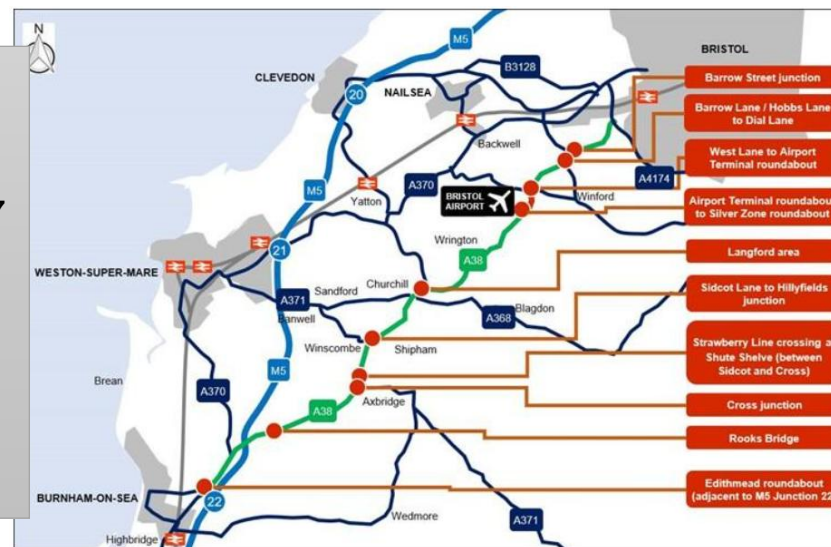 N
M5
BRISTOL
B3128
CLEVEDON
20
NAILSEA
Barrow Street junction
Barrow Lane / Hobbs Lane
to Dial Lane
Backwell
West Lane to Airport
Terminal roundabout
M5
A370
A4174
BRISTOL
AIRPORT
Winford
Yatton
Airport Terminal roundabout
to Silver Zone roundabout
Wrington
21
A38
Langford area
WESTON-SUPER-MARE
Churchill
Sandford
A371
Banwell
Blagdon
A368
Sidcot Lane to Hillyfields
junction
Winscombe
Shipham
Strawberry Line crossing
Shute Shelve (between
Sidcot and Cross)
M5
Brean
A370
Axbridge
Cross junction
A38
Rooks Bridge
BURNHAM-ON-SEA
22
Edithmead roundabout
(adjacent to M5 Junction 22
Wedmore
A371
Highbridge